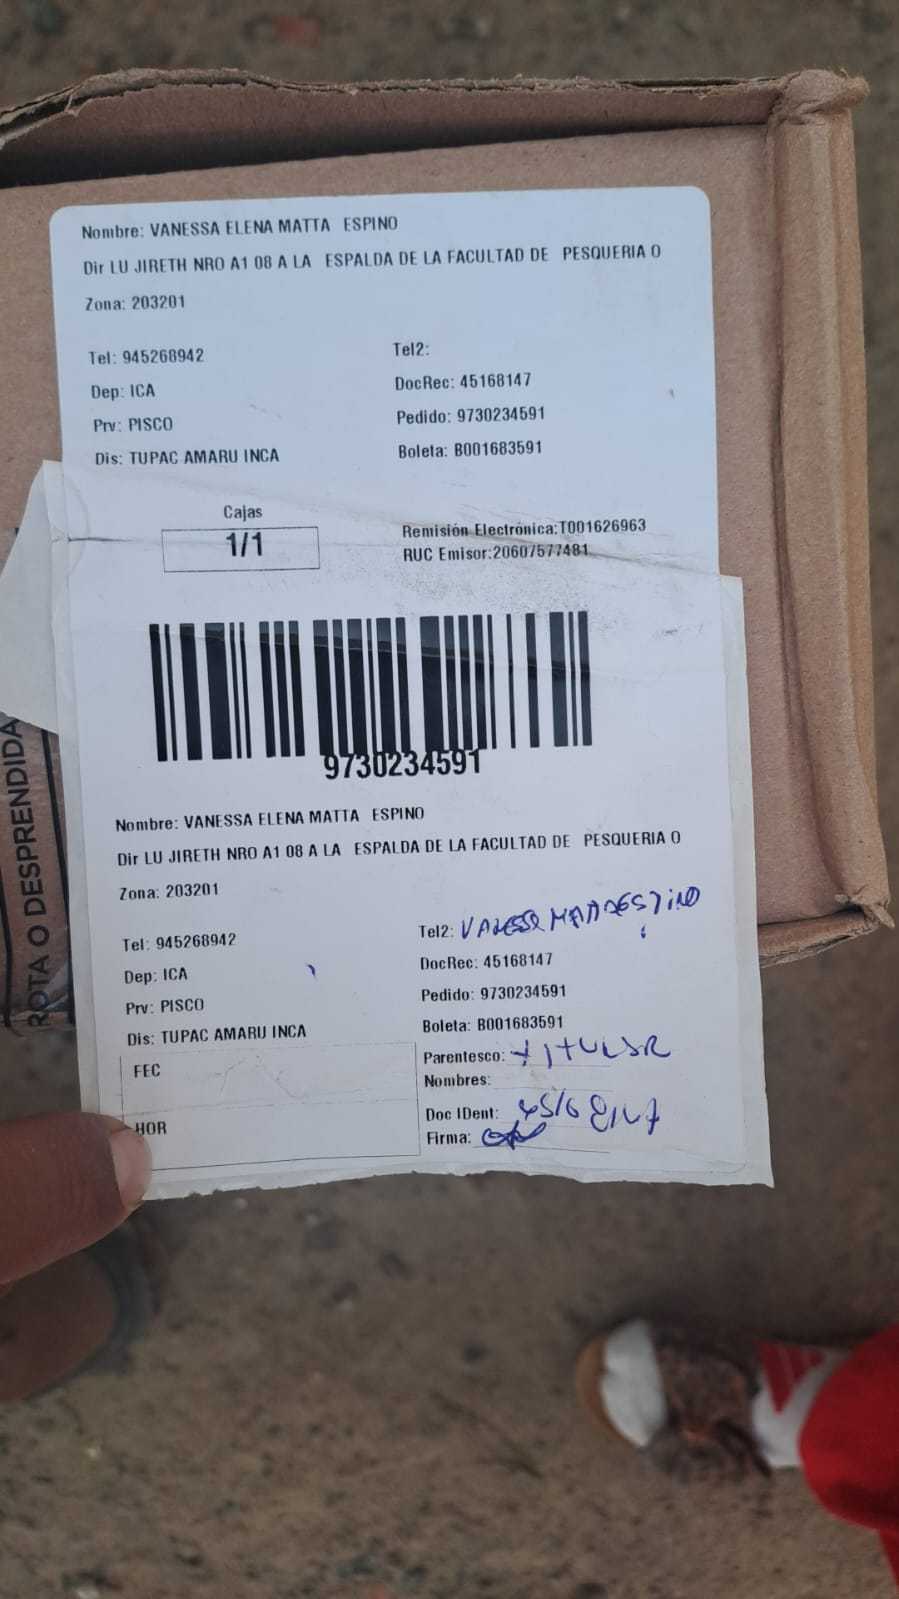 Nombre: VANESSA ELENA MATTA ESPINO
Dir LU JIRETH NRO A1 08 A LA ESPALDA DE LA FACULTAD DE PESQUERIA O
Zona: 203201
Tel: 945268942 Tel2:
Dep: ICA DocRec: 45168147
Prv: PISCO Pedido: 9730234591
Dis: TUPAC AMARU INCA Boleta: B001683591
Cajas
1/1
Remisión Electrónica:T001626963
RUC Emisor:20607577481
9730234591
Nombre: VANESSA ELENA MATTA ESPINO
Dir LU JIRETH NRO A1 08 A LA ESPALDA DE LA FACULTAD DE PESQUERIA O
Zona: 203201
Tel: 945268942 Tel2:
Dep: ICA DocRec: 45168147
Prv: PISCO Pedido: 9730234591
Dis: TUPAC AMARU INCA Boleta: B001683591
FEC Parentesco:
Nombres:
HOR Doc IDent: 45168147
Firma:
ROTA O DESPRENDIDA